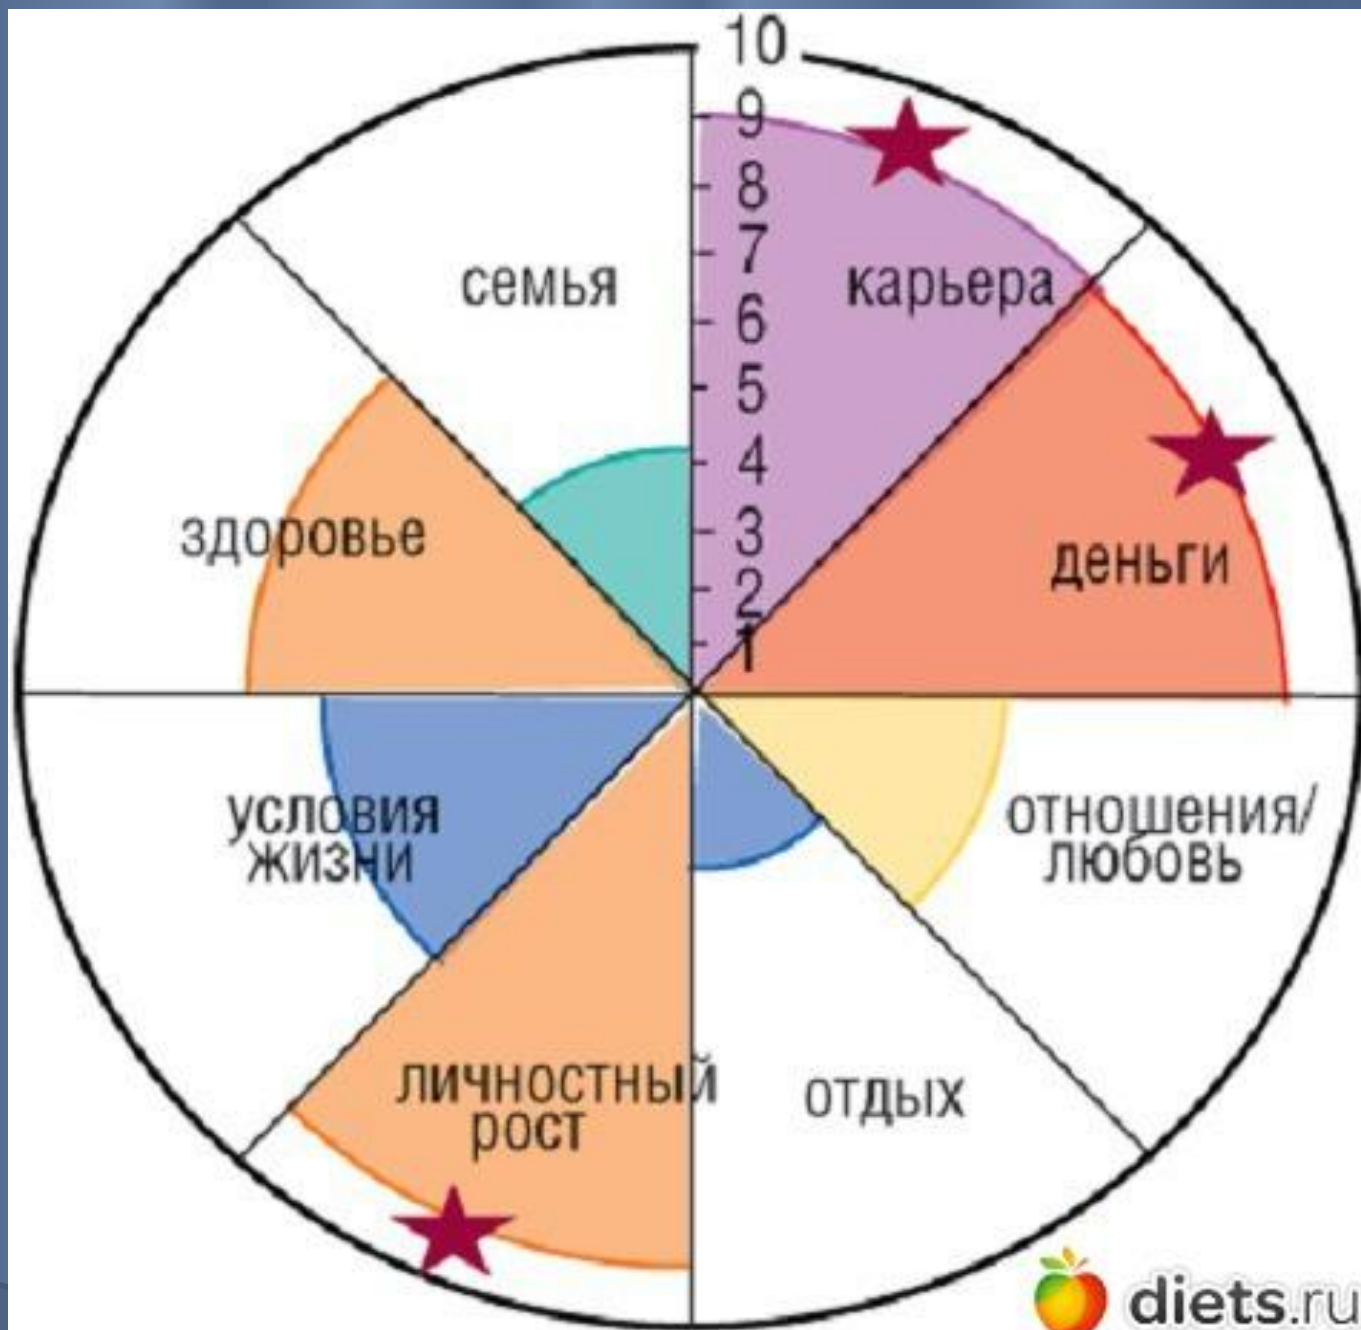 10
9
8
7
6
5
4
3
2
1
семья
карьера
здоровье
деньги
условия
жизни
отношения/
любовь
личностный
рост
отдых
diets.ru